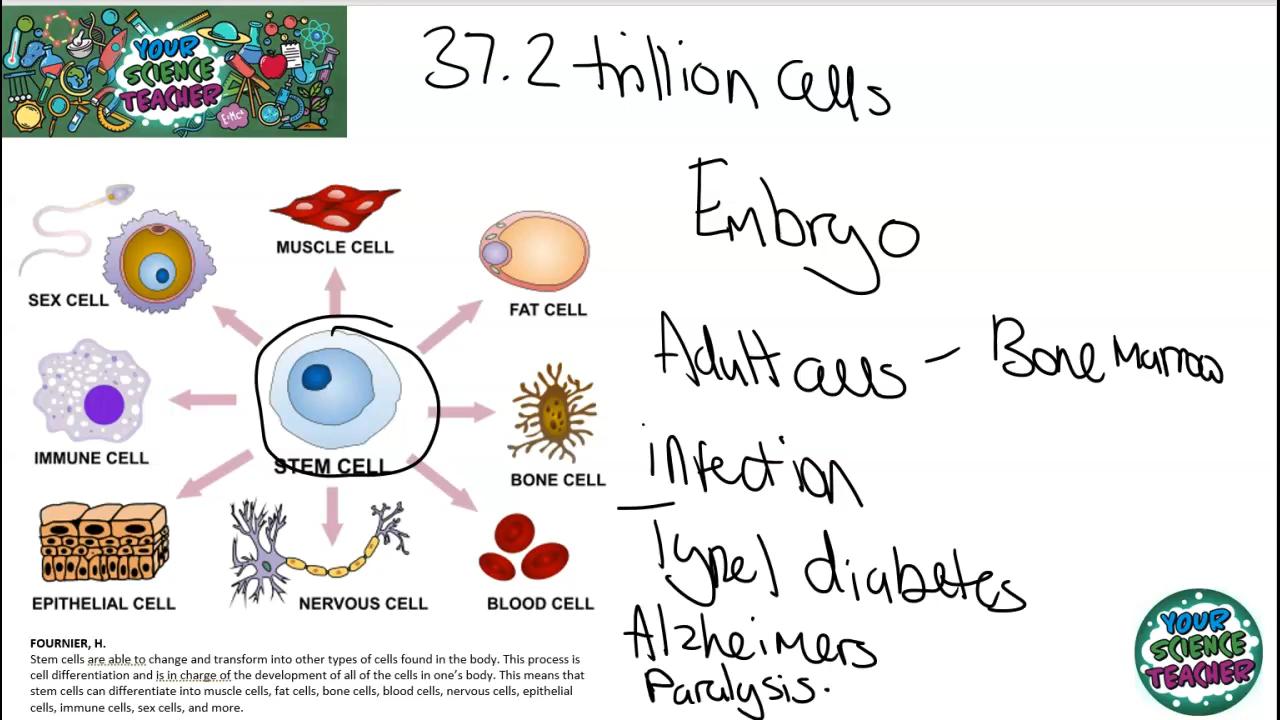 YOUR
SCIENCE
TEACHER
E=MC²
37.2 trillion cells
Embryo
Adult cells – Bone Marrow
infection
Type 1 diabetes
Alzheimers
Paralysis.
MUSCLE CELL
SEX CELL
FAT CELL
IMMUNE CELL
STEM CELL
BONE CELL
EPITHELIAL CELL
NERVOUS CELL
BLOOD CELL
FOURNIER, H.
Stem cells are able to change and transform into other types of cells found in the body. This process is
cell differentiation and is in charge of the development of all of the cells in one's body. This means that
stem cells can differentiate into muscle cells, fat cells, bone cells, blood cells, nervous cells, epithelial
cells, immune cells, sex cells, and more.
YOUR
SCIENCE
TEACHER